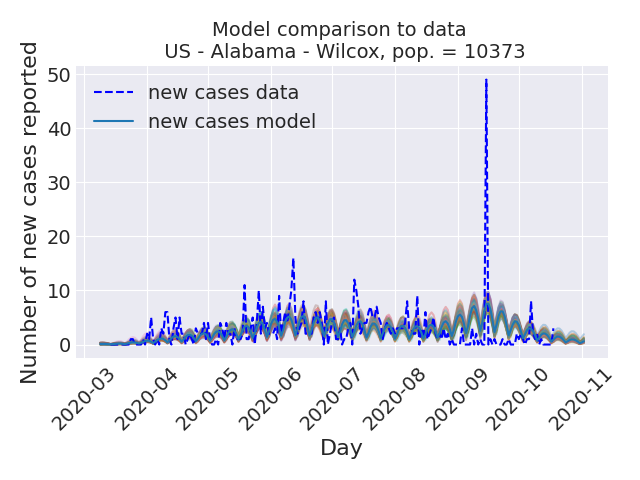 Model comparison to data
US - Alabama - Wilcox, pop. = 10373
Number of new cases reported
50
40
30
20
10
0
new cases data
new cases model
2020-03
2020-04
2020-05
2020-06
2020-07
2020-08
2020-09
2020-10
2020-11
Day